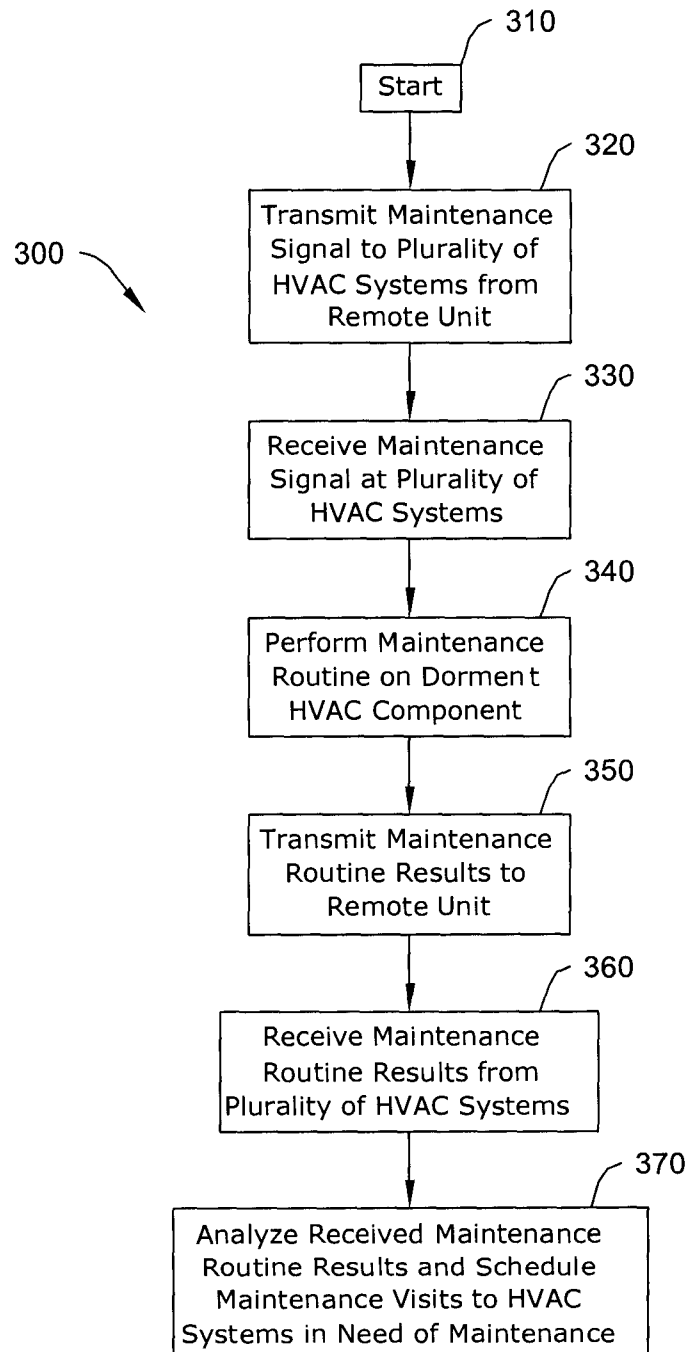 310
Start
320
Transmit Maintenance
Signal to Plurality of
HVAC Systems from
Remote Unit
300
330
Receive Maintenance
Signal at Plurality of
HVAC Systems
340
Perform Maintenance
Routine on Dorment
HVAC Component
350
Transmit Maintenance
Routine Results to
Remote Unit
360
Receive Maintenance
Routine Results from
Plurality of HVAC Systems
370
Analyze Received Maintenance
Routine Results and Schedule
Maintenance Visits to HVAC
Systems in Need of Maintenance